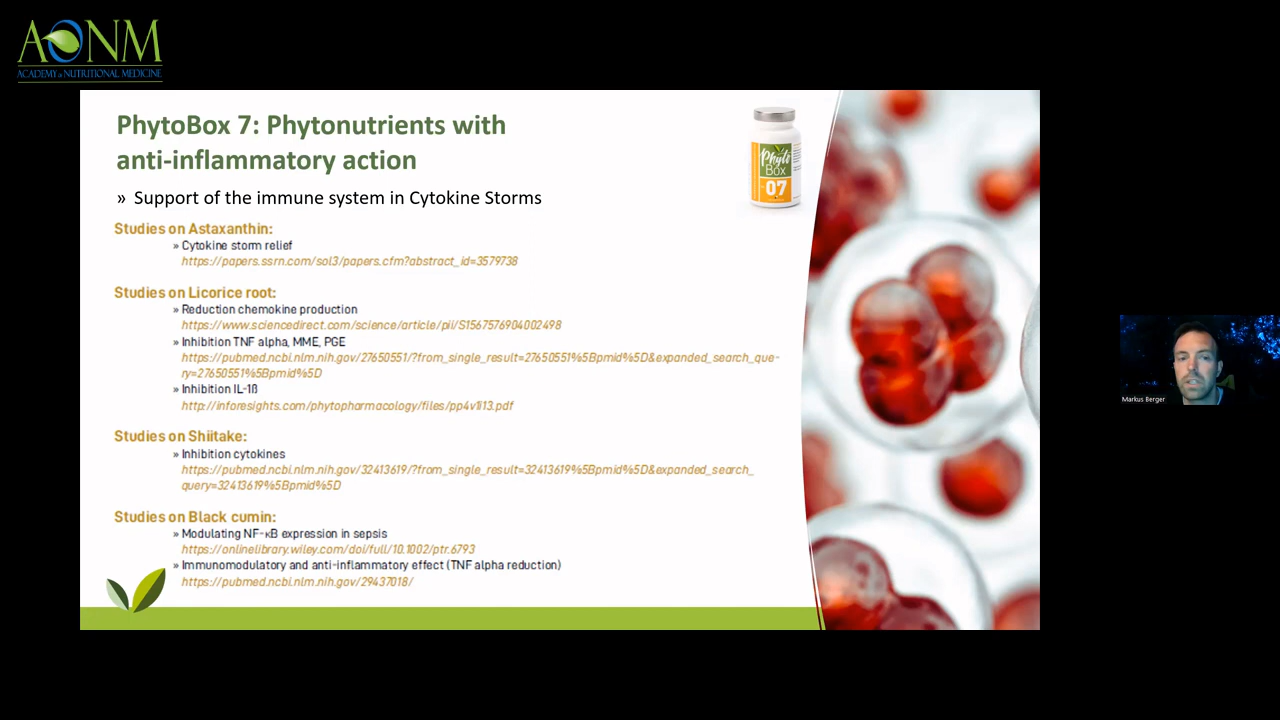 AONM
ACADEMY of NUTRITIONAL MEDICINE
PhytoBox 7: Phytonutrients with
anti-inflammatory action
» Support of the immune system in Cytokine Storms
Phyto
Box
07
Studies on Astaxanthin:
» Cytokine storm relief
https://papers.ssrn.com/sol3/papers.cfm?abstract_id=3579738
Studies on Licorice root:
» Reduction chemokine production
https://www.sciencedirect.com/science/article/pii/S1567576904002498
» Inhibition TNF alpha, MME, PGE
https://pubmed.ncbi.nlm.nih.gov/27650551/?from_single_result=27650551%5Bpmid%5D&expanded_search_que-
ry=27650551%5Bpmid%5D
» Inhibition IL-1ß
http://inforesights.com/phytopharmacology/files/pp4v1i13.pdf
Studies on Shiitake:
» Inhibition cytokines
https://pubmed.ncbi.nlm.nih.gov/32413619/?from_single_result=32413619%5Bpmid%5D&expanded_search_
query=32413619%5Bpmid%5D
Studies on Black cumin:
» Modulating NF-κB expression in sepsis
https://onlinelibrary.wiley.com/doi/full/10.1002/ptr.6793
» Immunomodulatory and anti-inflammatory effect (TNF alpha reduction)
https://pubmed.ncbi.nlm.nih.gov/29437018/
Markus Berger